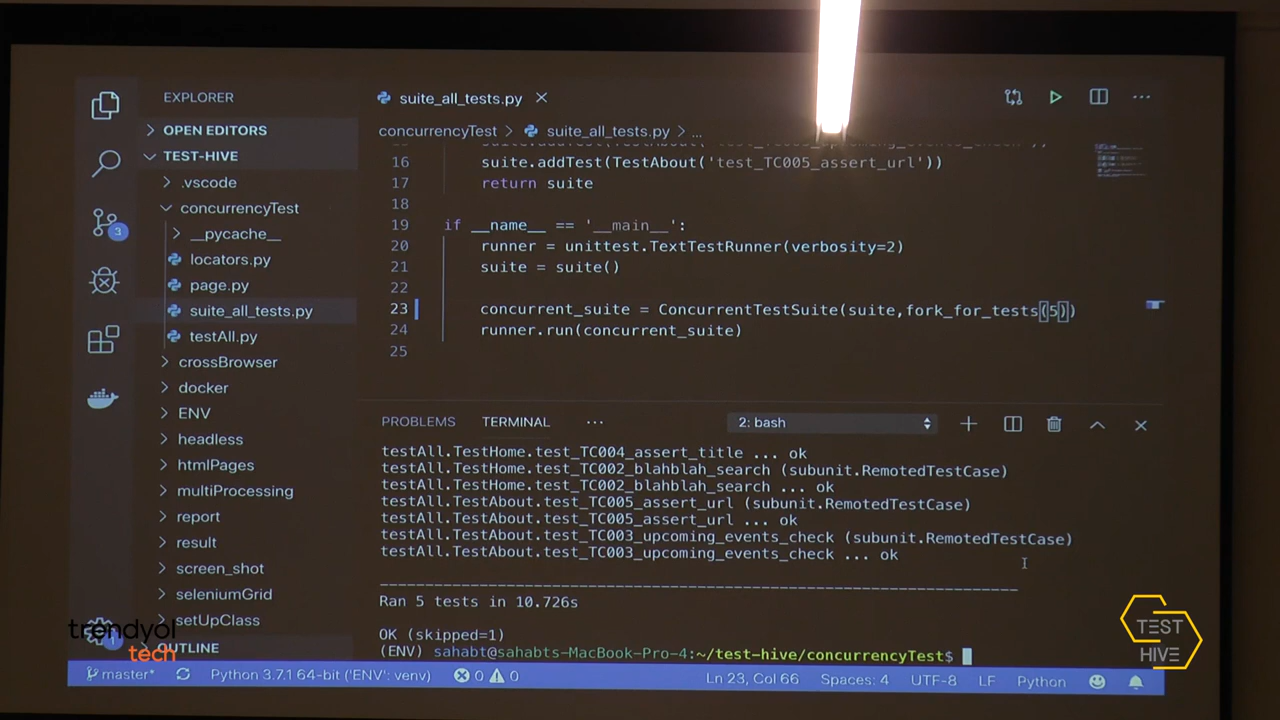 EXPLORER
OPEN EDITORS
TEST-HIVE
.vscode
concurrencyTest
__pycache__
locators.py
page.py
suite_all_tests.py
testAll.py
crossBrowser
docker
ENV
headless
htmlPages
multiProcessing
report
result
screen_shot
seleniumGrid
setUpClass
OUTLINE
3
1
suite_all_tests.py
concurrencyTest > suite_all_tests.py > ...
16 suite.addTest(TestAbout('test_TC005_assert_url'))
17 return suite
18
19 if __name__ == '__main__':
20 runner = unittest.TextTestRunner(verbosity=2)
21 suite = suite()
22
23 concurrent_suite = ConcurrentTestSuite(suite,fork_for_tests(5))
24 runner.run(concurrent_suite)
25
PROBLEMS TERMINAL ... 2: bash
testAll.TestHome.test_TC004_assert_title ... ok
testAll.TestHome.test_TC002_blahblah_search (subunit.RemotedTestCase)
testAll.TestHome.test_TC002_blahblah_search ... ok
testAll.TestAbout.test_TC005_assert_url (subunit.RemotedTestCase)
testAll.TestAbout.test_TC005_assert_url ... ok
testAll.TestAbout.test_TC003_upcoming_events_check (subunit.RemotedTestCase)
testAll.TestAbout.test_TC003_upcoming_events_check ... ok
----------------------------------------------------------------------
Ran 5 tests in 10.726s
OK (skipped=1)
(ENV) sahabt@sahabts-MacBook-Pro-4:~/test-hive/concurrencyTest$
master* Python 3.7.1 64-bit ('ENV': venv) 0 0 Ln 23, Col 66 Spaces: 4 UTF-8 LF Python
trendyol
tech
TEST
HIVE